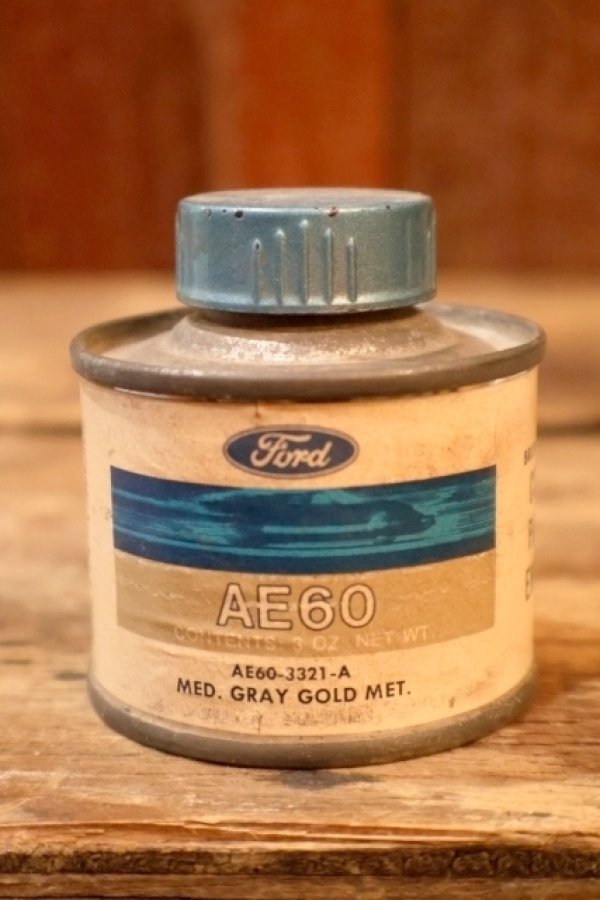 Ford
AE60
CONTENTS: 3 OZ. NET WT.
AE60-3321-A
MED. GRAY GOLD MET.